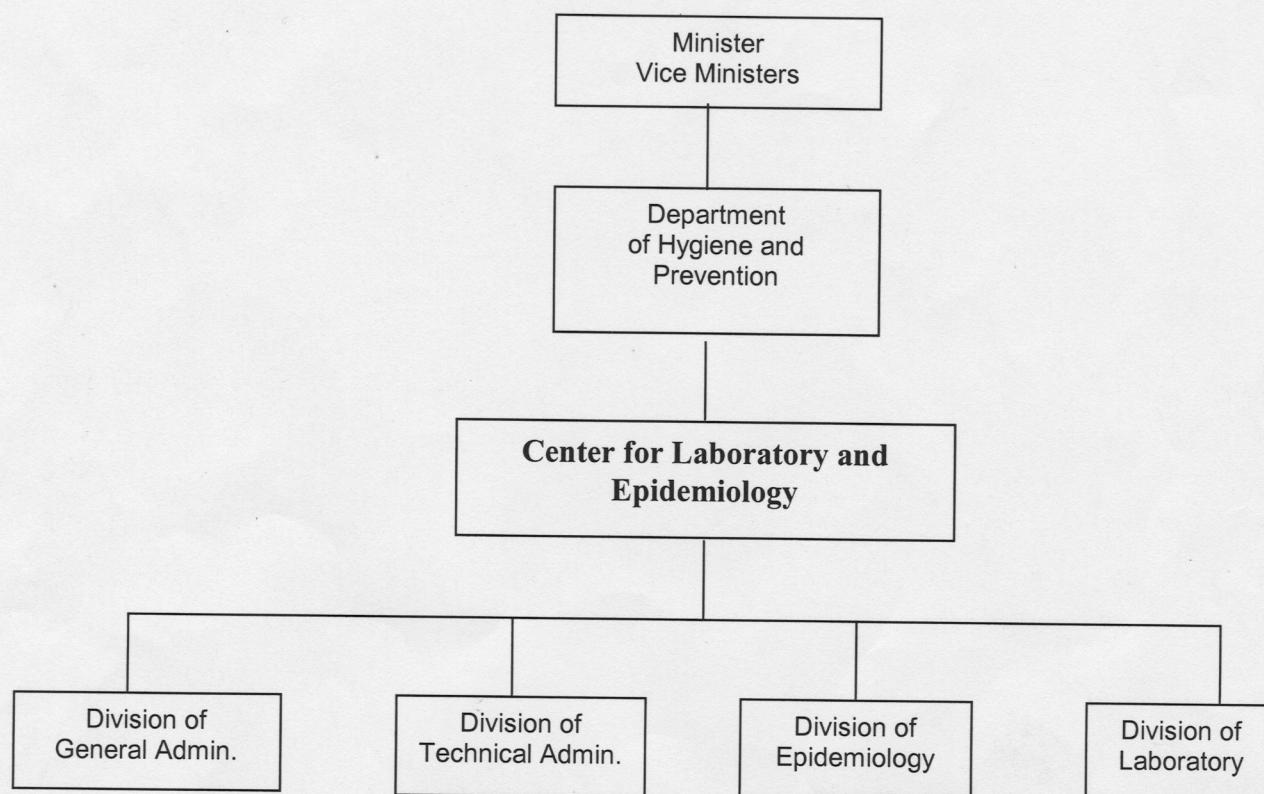 Minister
Vice Ministers
Department
of Hygiene and
Prevention
Center for Laboratory and
Epidemiology
Division of
General Admin.
Division of
Technical Admin.
Division of
Epidemiology
Division of
Laboratory